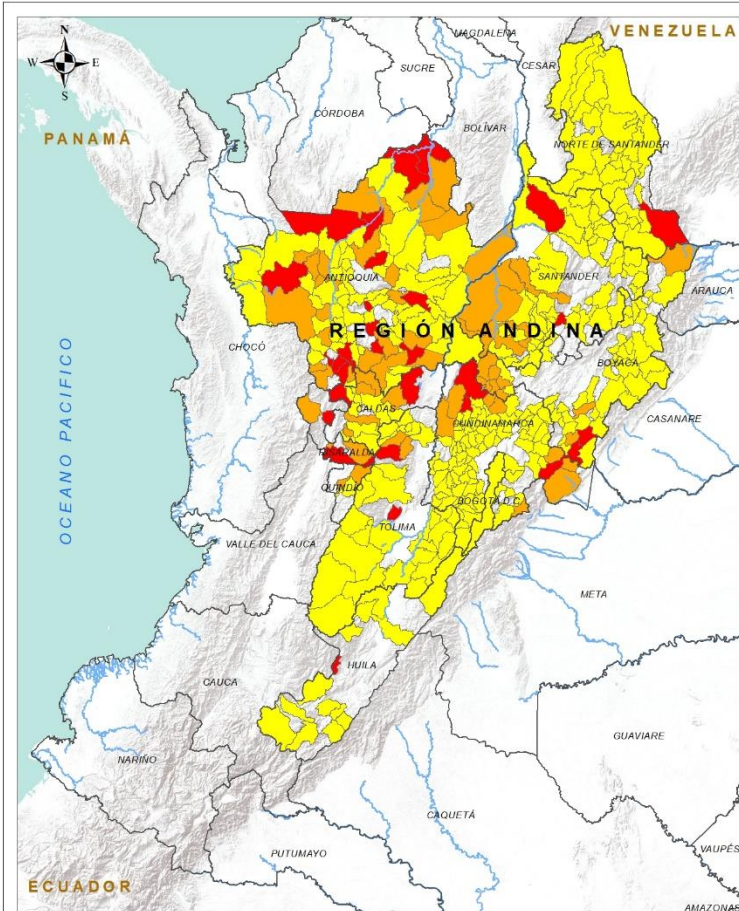 N
W E
S
VENEZUELA
MAGDALENA
CESAR
SUCRE
CÓRDOBA
BOLÍVAR
PANAMÁ
NORTE DE SANTANDER
ANTIOQUIA
SANTANDER
ARAUCA
REGIÓN ANDINA
CHOCÓ
BOYACÁ
OCEANO PACIFICO
CALDAS
CUNDINAMARCA
CASANARE
RISARALDA
QUINDÍO
BOGOTÁ D.C.
TOLIMA
VALLE DEL CAUCA
META
HUILA
CAUCA
GUAVIARE
NARIÑO
CAQUETÁ
VAUPÉS
PUTUMAYO
ECUADOR
AMAZONAS